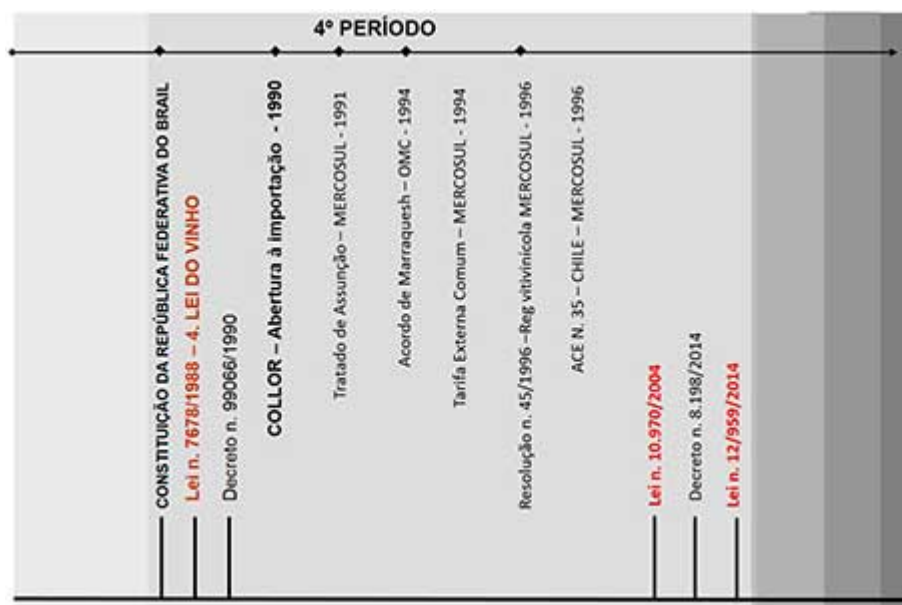 4º PERÍODO
CONSTITUIÇÃO DA REPÚBLICA FEDERATIVA DO BRAIL
Lei n. 7678/1988 – 4. LEI DO VINHO
Decreto n. 99066/1990
COLLOR – Abertura à importação - 1990
Tratado de Assunção – MERCOSUL - 1991
Acordo de Marraquesh – OMC - 1994
Tarifa Externa Comum – MERCOSUL - 1994
Resolução n. 45/1996 –Reg vitivinícola MERCOSUL - 1996
ACE N. 35 – CHILE – MERCOSUL - 1996
Lei n. 10.970/2004
Decreto n. 8.198/2014
Lei n. 12/959/2014